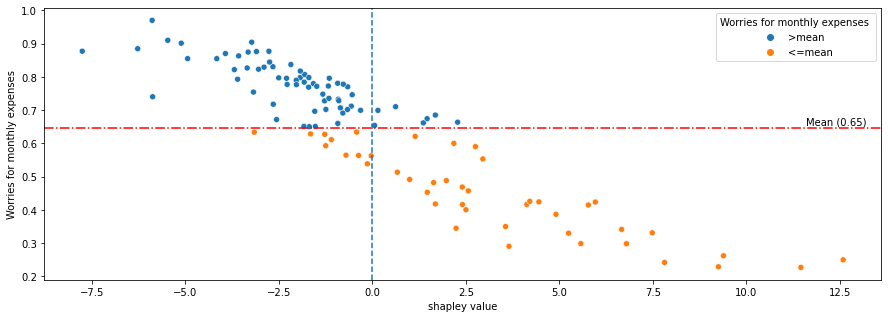 Worries for monthly expenses
>mean
<=mean
Mean (0.65)
Worries for monthly expenses
1.0
0.9
0.8
0.7
0.6
0.5
0.4
0.3
0.2
−7.5 −5.0 −2.5 0.0 2.5 5.0 7.5 10.0 12.5
shapley value